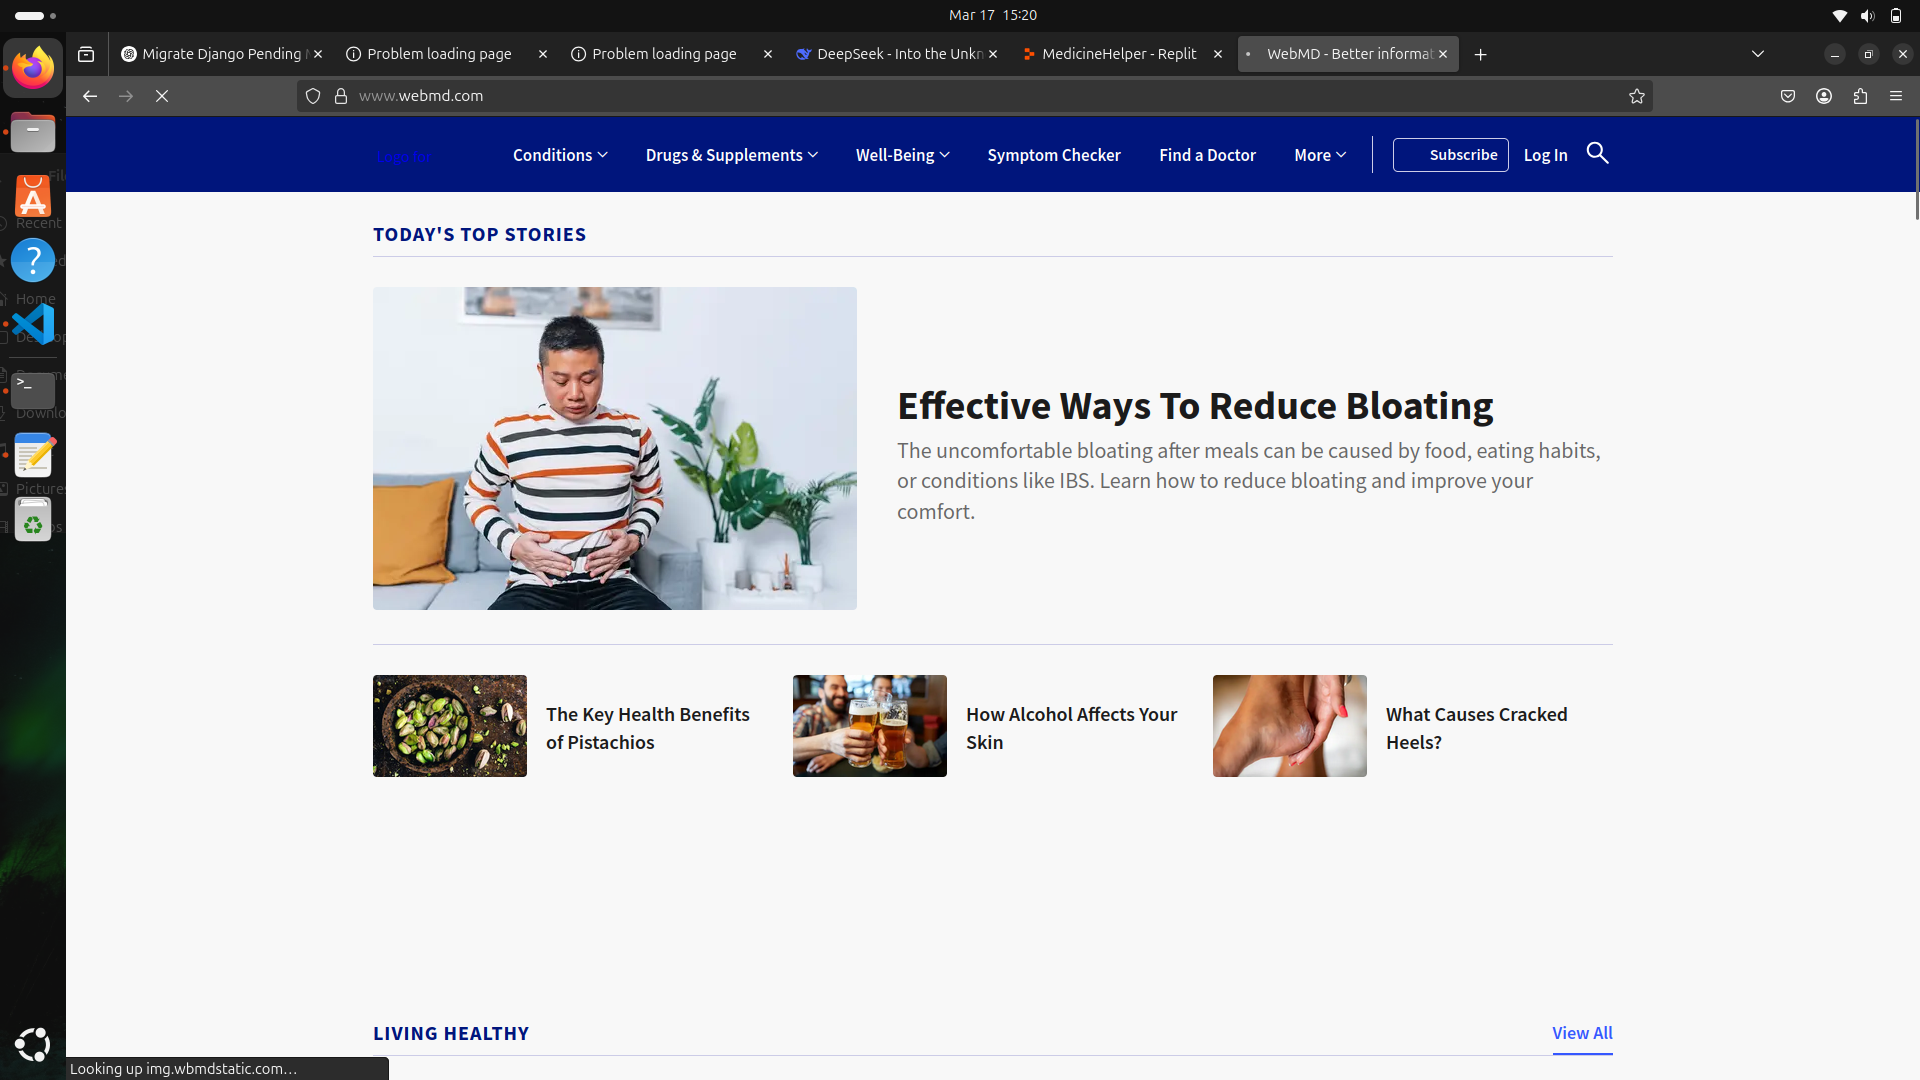 Mar 17 15:20
Migrate Django Pending
Problem loading page
Problem loading page
DeepSeek - Into the Unkn
MedicineHelper - Replit
WebMD - Better informat
www.webmd.com
Logo for
Conditions
Drugs & Supplements
Well-Being
Symptom Checker
Find a Doctor
More
Subscribe
Log In
Recent
Home
Pictures
TODAY'S TOP STORIES
Effective Ways To Reduce Bloating
The uncomfortable bloating after meals can be caused by food, eating habits,
or conditions like IBS. Learn how to reduce bloating and improve your
comfort.
The Key Health Benefits
of Pistachios
How Alcohol Affects Your
Skin
What Causes Cracked
Heels?
LIVING HEALTHY
View All
Looking up img.wbmdstatic.com…